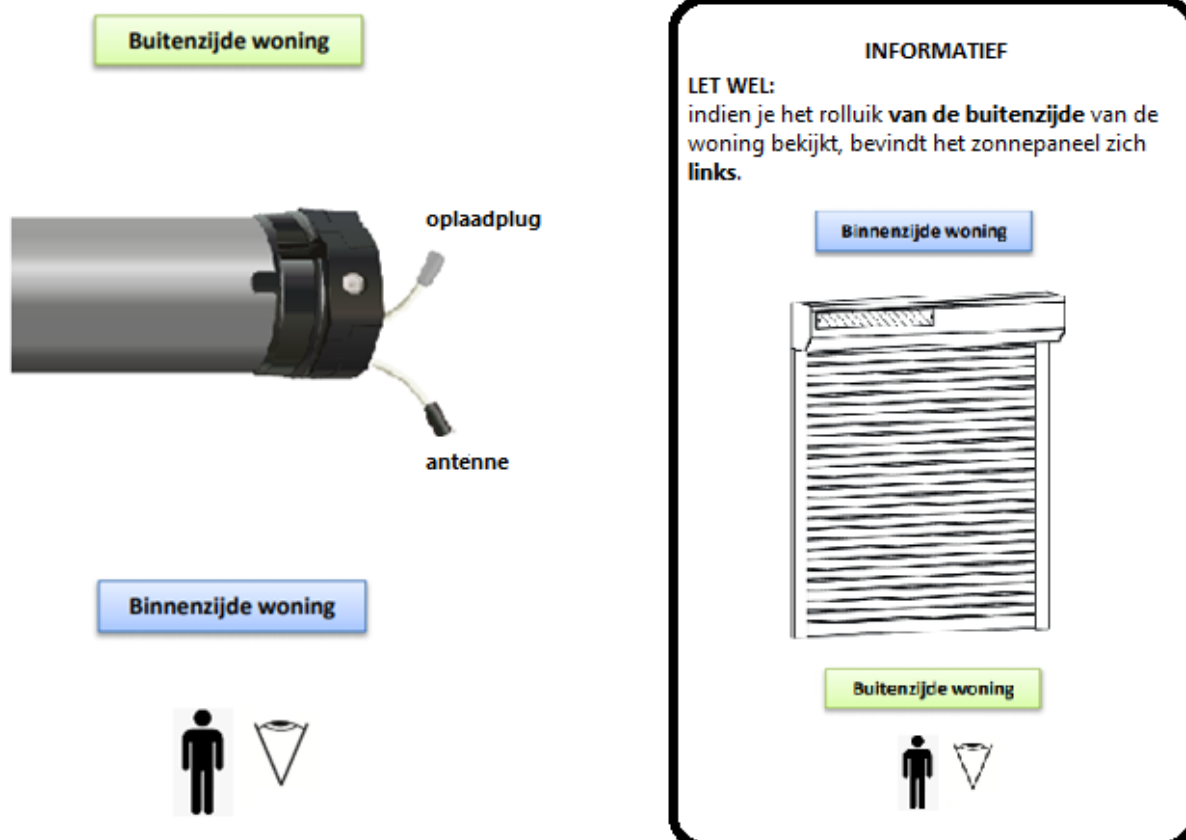 Buitenzijde woning
oplaadplug
antenne
Binnenzijde woning
INFORMATIEF
LET WEL:
indien je het rolluik van de buitenzijde van de
woning bekijkt, bevindt het zonnepaneel zich
links.
Binnenzijde woning
Buitenzijde woning